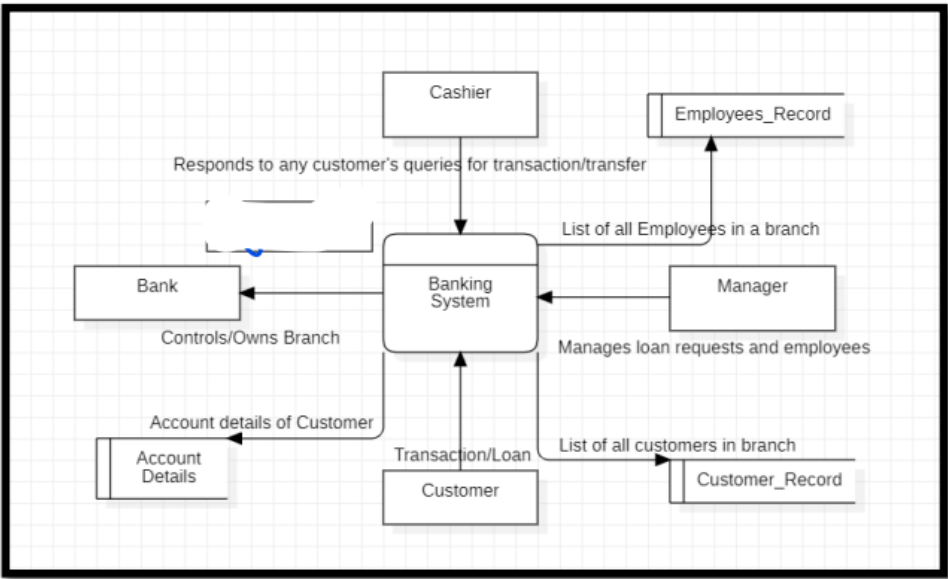 Cashier
Employees_Record
Responds to any customer's queries for transaction/transfer
List of all Employees in a branch
Bank
Banking
System
Manager
Controls/Owns Branch
Manages loan requests and employees
Account details of Customer
Transaction/Loan
List of all customers in branch
Account
Details
Customer
Customer_Record